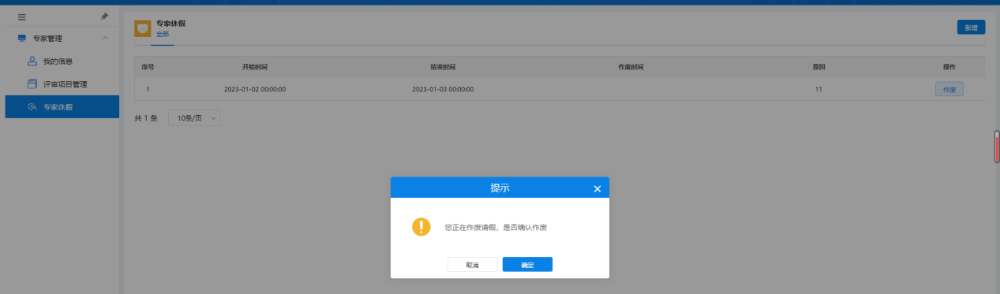 专家管理
我的信息
评审项目管理
专家休假
专家休假
全部
新增
序号 开始时间 结束时间 作废时间 原因 操作
1 2023-01-02 00:00:00 2023-01-03 00:00:00 11 作废
共 1 条 10条/页
提示
您正在作废请假，是否确认作废
取消 确定